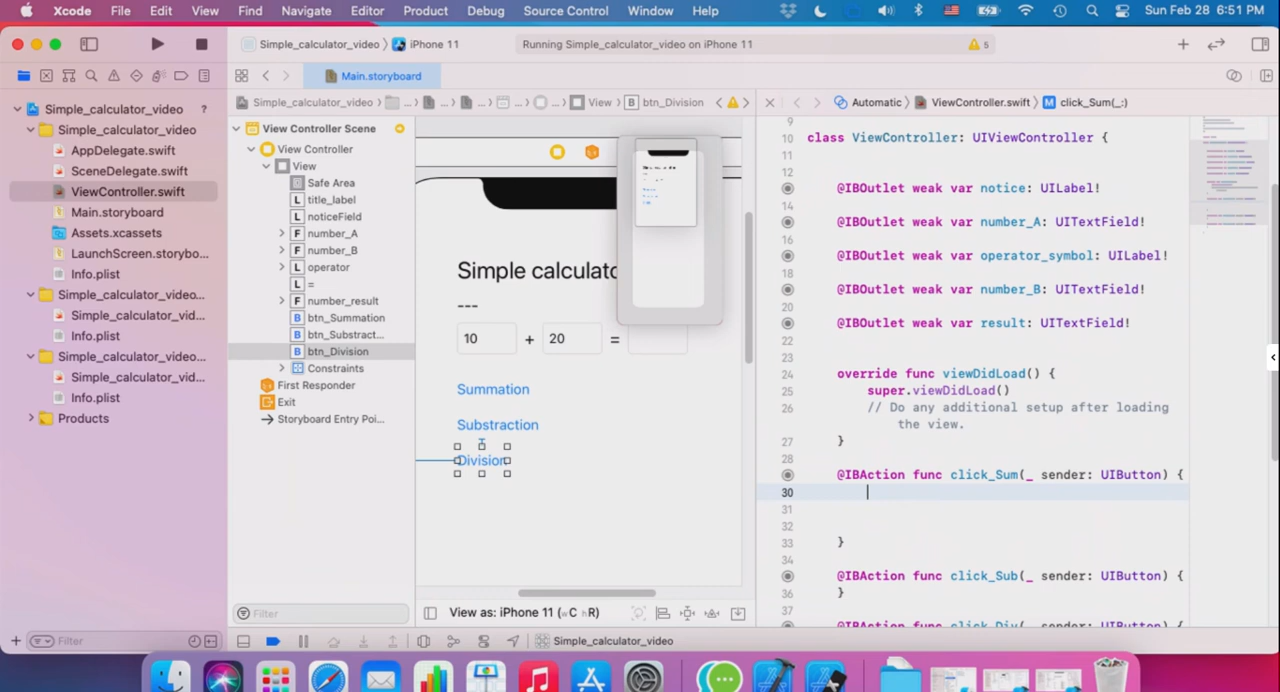 Xcode File Edit View Find Navigate Editor Product Debug Source Control Window Help Sun Feb 28 6:51 PM
Simple_calculator_video 〉 iPhone 11
Running Simple_calculator_video on iPhone 11
5
Main.storyboard
Simple_calculator_video 〉 ... 〉 ... 〉 ... 〉 ... 〉 ... 〉 View 〉 B btn_Division
Automatic 〉 ViewController.swift 〉 M click_Sum(_:)
Simple_calculator_video ?
Simple_calculator_video
AppDelegate.swift
SceneDelegate.swift
ViewController.swift
Main.storyboard
Assets.xcassets
LaunchScreen.storybo...
Info.plist
Simple_calculator_video...
Simple_calculator_vid...
Info.plist
Simple_calculator_video...
Simple_calculator_vid...
Info.plist
Products
Filter
View Controller Scene
View Controller
View
Safe Area
L title_label
L noticeField
F number_A
F number_B
L operator
L =
F number_result
B btn_Summation
B btn_Substract...
B btn_Division
Constraints
First Responder
Exit
Storyboard Entry Poi...
Filter
Simple calculato
---
10 + 20 =
Summation
Substraction
Division
View as: iPhone 11 (wC hR)
Simple_calculator_video
9
10 class ViewController: UIViewController {
11
12
@IBOutlet weak var notice: UILabel!
14
@IBOutlet weak var number_A: UITextField!
16
@IBOutlet weak var operator_symbol: UILabel!
18
@IBOutlet weak var number_B: UITextField!
20
@IBOutlet weak var result: UITextField!
22
23
24 override func viewDidLoad() {
25 super.viewDidLoad()
26 // Do any additional setup after loading
the view.
27 }
28
@IBAction func click_Sum(_ sender: UIButton) {
30
31
32
33 }
34
@IBAction func click_Sub(_ sender: UIButton) {
36 }
37
@IBAction func click_Div(_ sender: UIButton) {